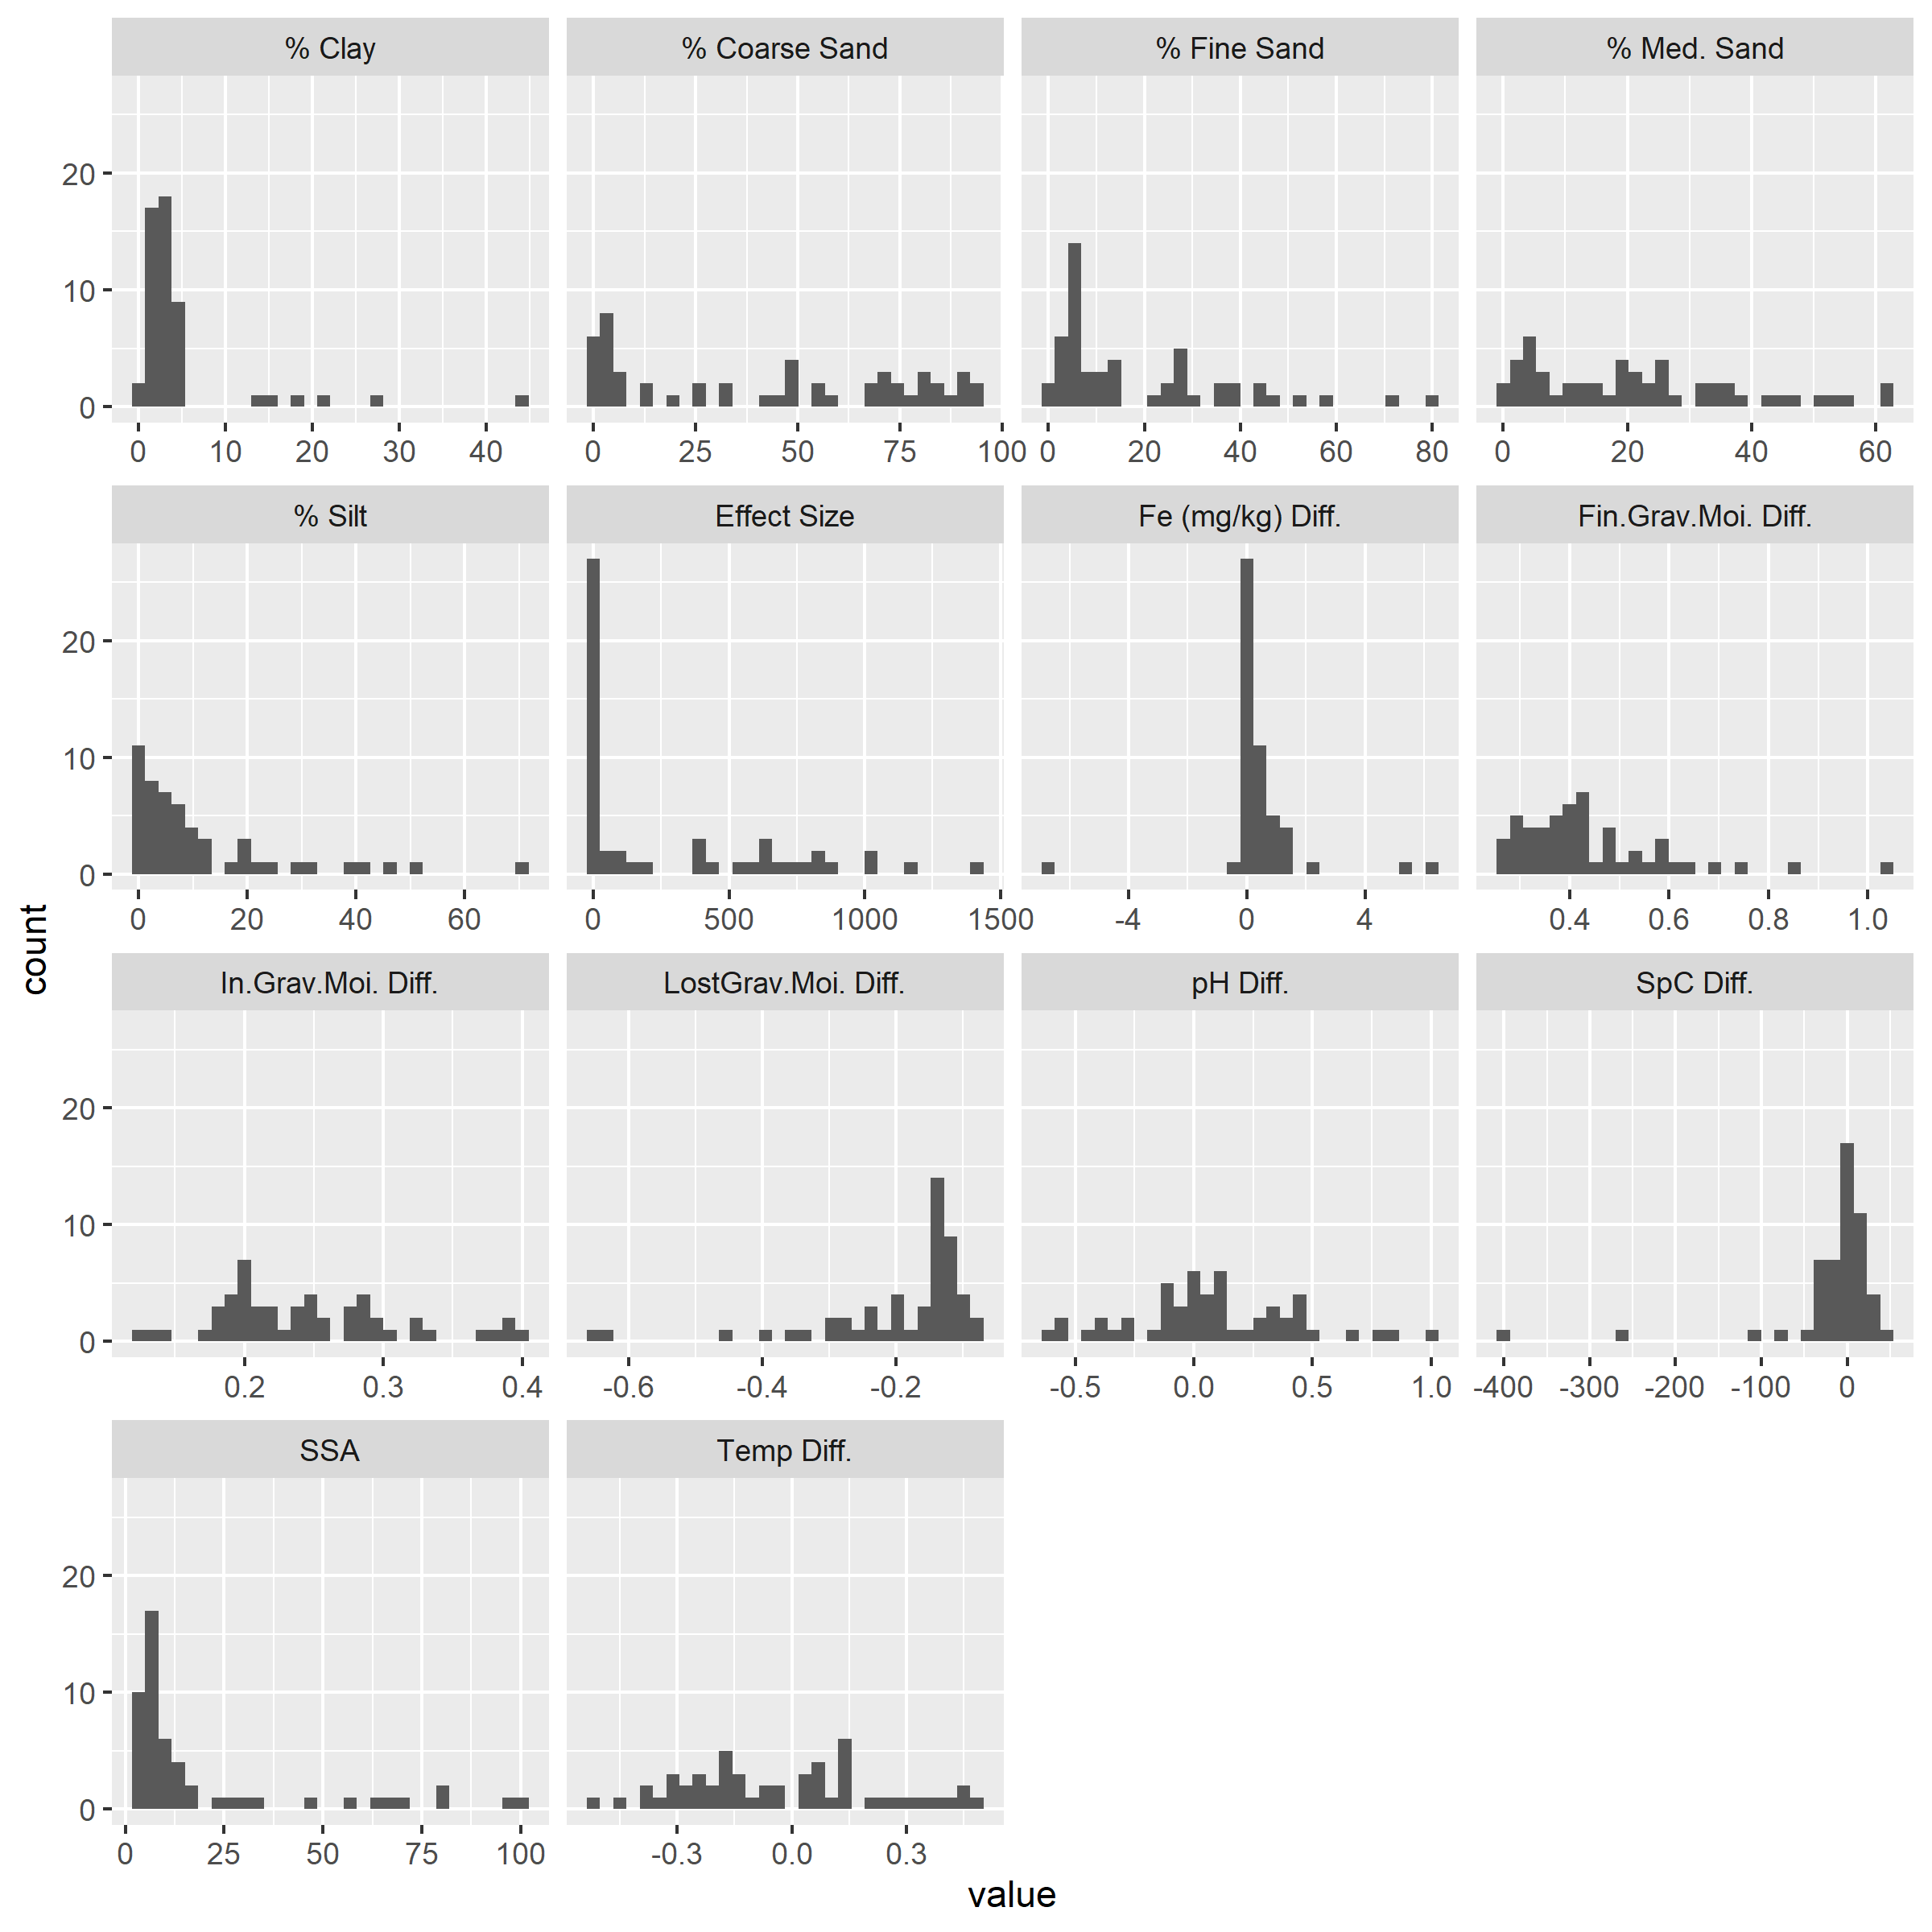 % Clay % Coarse Sand % Fine Sand % Med. Sand
20
10
0
0 10 20 30 40 0 25 50 75 100 0 20 40 60 80 0 20 40 60
% Silt Effect Size Fe (mg/kg) Diff. Fin.Grav.Moi. Diff.
20
10
0
0 20 40 60 0 500 1000 1500 -4 0 4 0.4 0.6 0.8 1.0
count
In.Grav.Moi. Diff. LostGrav.Moi. Diff. pH Diff. SpC Diff.
20
10
0
0.2 0.3 0.4 -0.6 -0.4 -0.2 -0.5 0.0 0.5 1.0 -400 -300 -200 -100 0
SSA Temp Diff.
20
10
0
0 25 50 75 100 -0.3 0.0 0.3
value